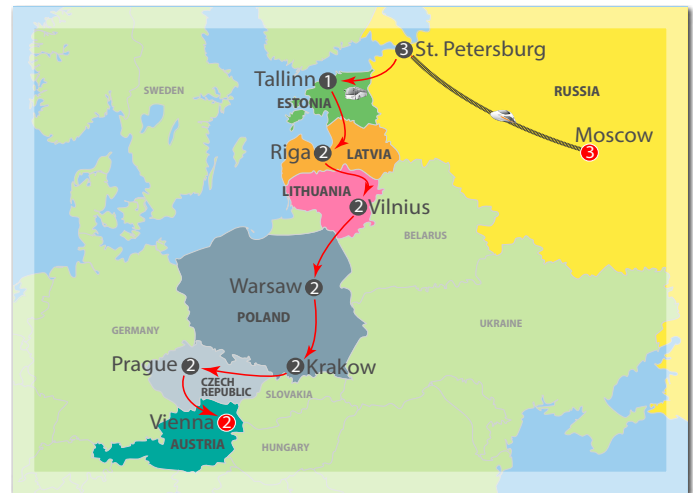 3 St. Petersburg
Tallinn 1
SWEDEN
RUSSIA
ESTONIA
Moscow
3
Riga 2
LATVIA
LITHUANIA
2 Vilnius
BELARUS
Warsaw 2
POLAND
UKRAINE
GERMANY
Prague 2
2 Krakow
CZECH
REPUBLIC
SLOVAKIA
Vienna 2
AUSTRIA
HUNGARY